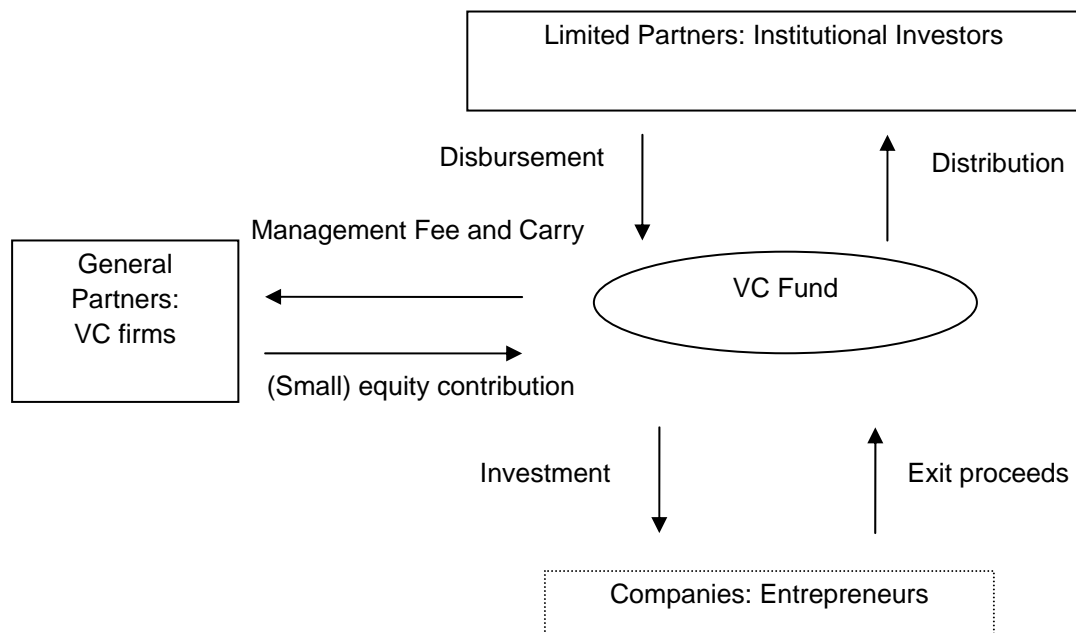 Limited Partners: Institutional Investors
Disbursement
Distribution
Management Fee and Carry
General
Partners:
VC firms
VC Fund
(Small) equity contribution
Investment
Exit proceeds
Companies: Entrepreneurs